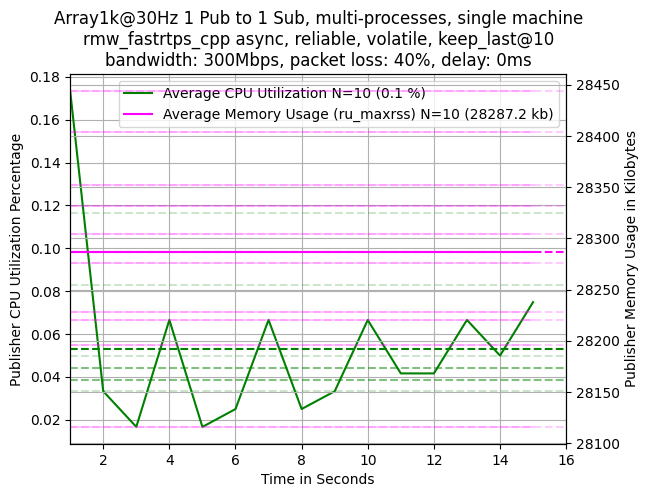 Array1k@30Hz 1 Pub to 1 Sub, multi-processes, single machine
rmw_fastrtps_cpp async, reliable, volatile, keep_last@10
bandwidth: 300Mbps, packet loss: 40%, delay: 0ms
Average CPU Utilization N=10 (0.1 %)
Average Memory Usage (ru_maxrss) N=10 (28287.2 kb)
Publisher CPU Utilization Percentage
0.18
0.16
0.14
0.12
0.10
0.08
0.06
0.04
0.02
28450
28400
28350
28300
28250
28200
28150
28100
Publisher Memory Usage in Kilobytes
2 4 6 8 10 12 14 16
Time in Seconds